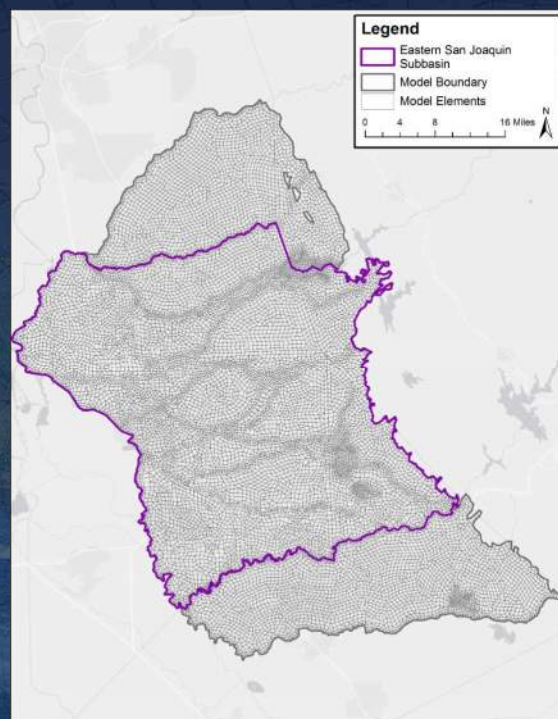 Legend
Eastern San Joaquin
Subbasin
Model Boundary
Model Elements
N
0 4 8 16 Miles